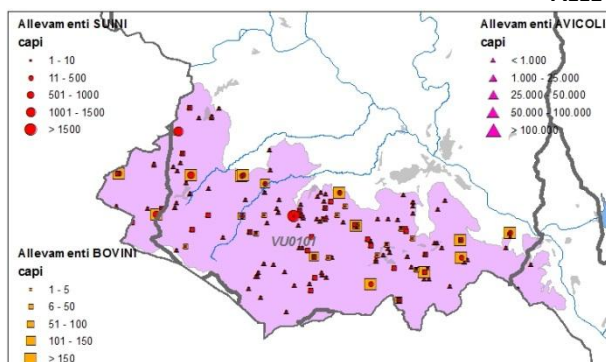 Allevamenti SUINI
capi
1 - 10
11 - 500
501 - 1000
1001 - 1500
> 1500
Allevamenti AVICOLI
capi
< 1.000
1.000 - 25.000
25.000 - 50.000
50.000 - 100.000
> 100.000
VU0101
Allevamenti BOVINI
capi
1 - 5
6 - 50
51 - 100
101 - 150
> 150